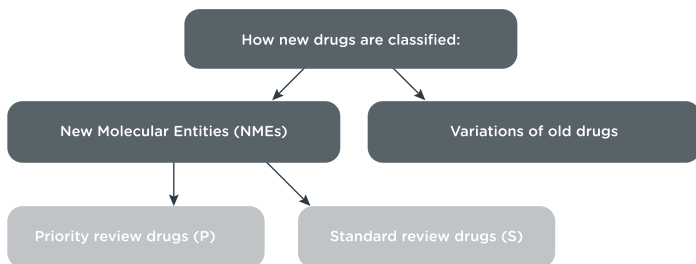 How new drugs are classified:
New Molecular Entities (NMEs)
Variations of old drugs
Priority review drugs (P)
Standard review drugs (S)